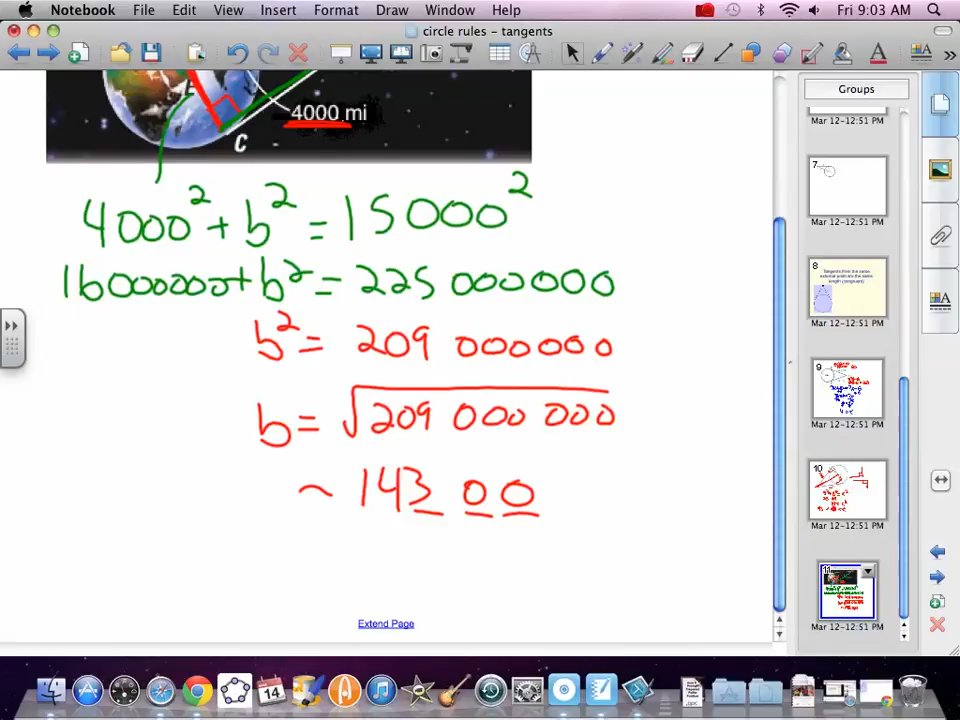 Notebook File Edit View Insert Format Draw Window Help Fri 9:03 AM
circle rules - tangents
Groups
E
4000 mi
C
Mar 12-12:51 PM
7
Mar 12-12:51 PM
8
Tangents from the same
external point are the same
length (congruent)
Mar 12-12:51 PM
9
Mar 12-12:51 PM
10
Mar 12-12:51 PM
11
Mar 12-12:51 PM
4000² + b² = 15000²
16000000 + b² = 225 000000
b² = 209 000000
b = √209 000 000
~ 143 0 0
Extend Page
14